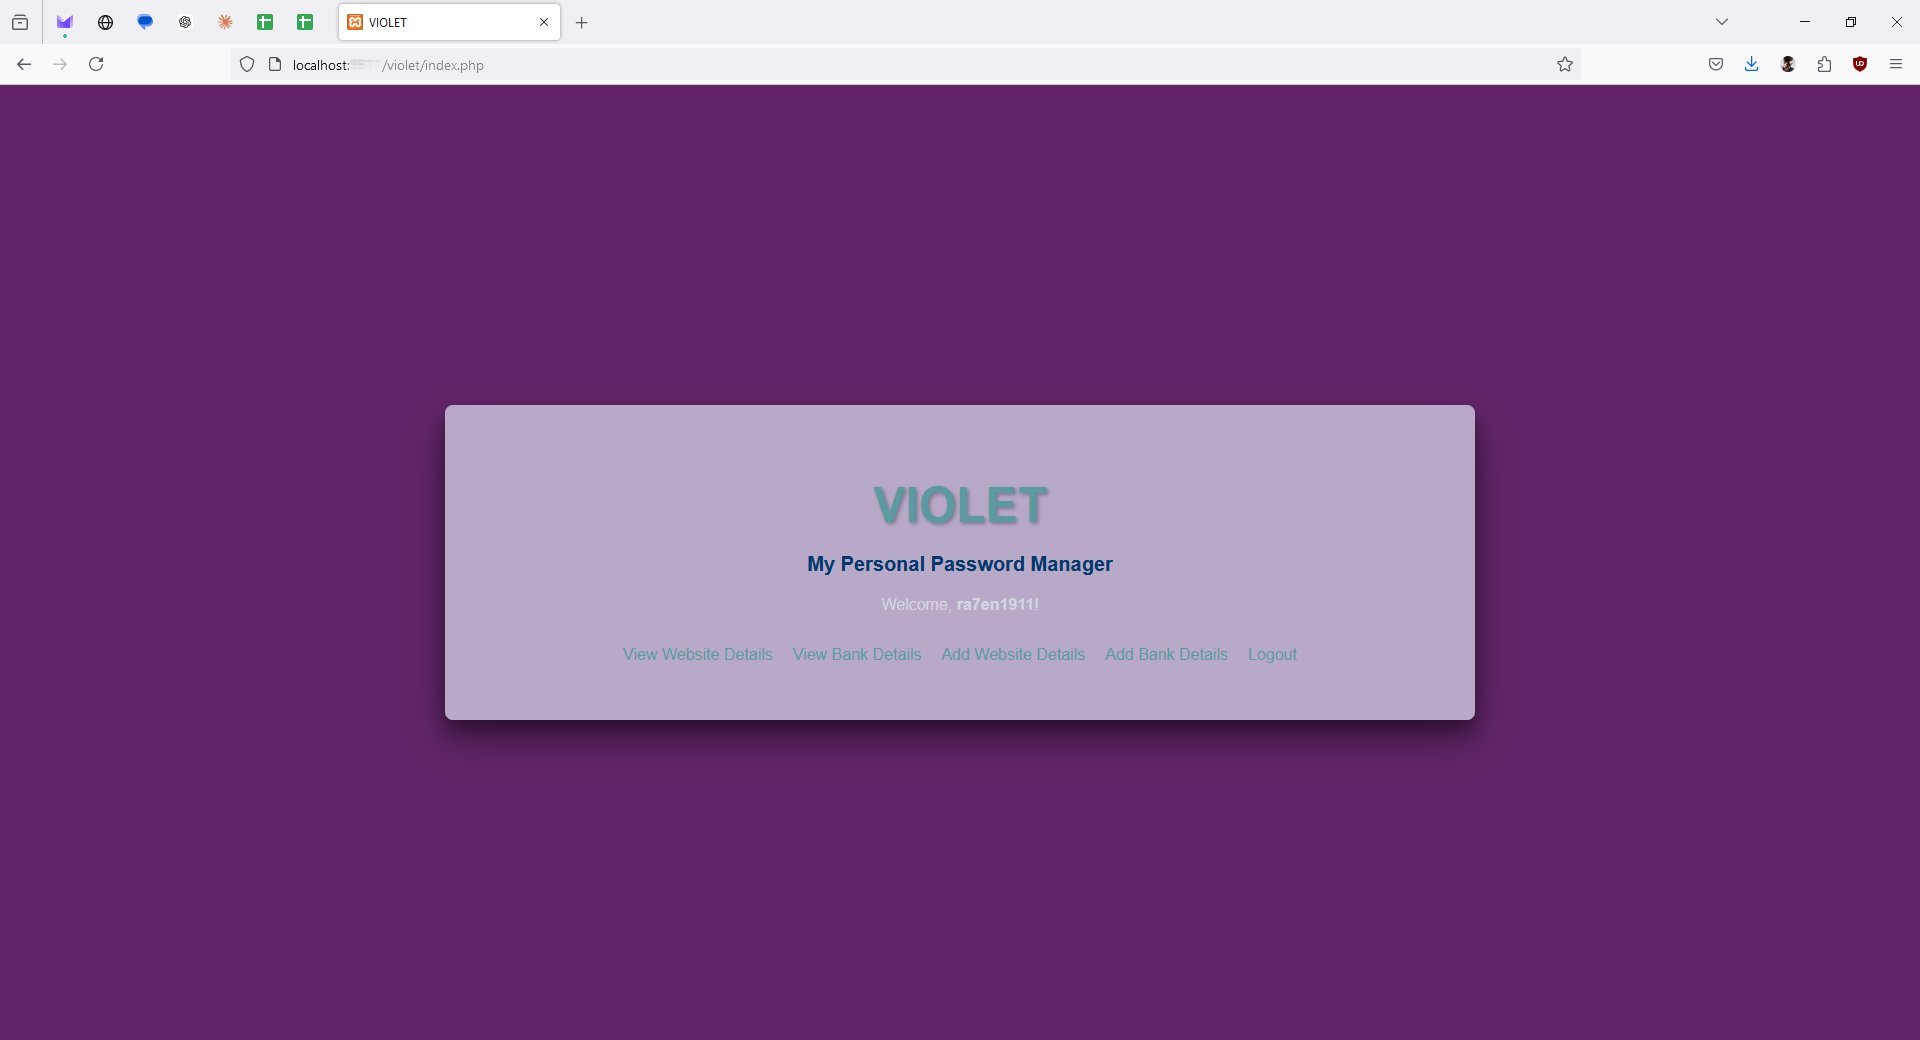 VIOLET
localhost: /violet/index.php
VIOLET
My Personal Password Manager
Welcome, ra7en1911!
View Website Details View Bank Details Add Website Details Add Bank Details Logout